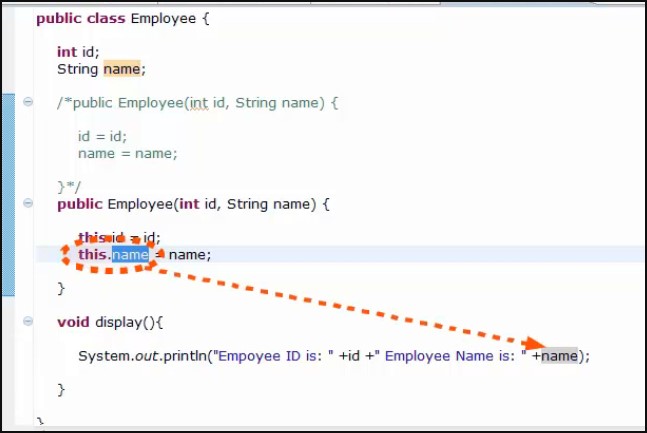 public class Employee {
int id;
String name;
/*public Employee(int id, String name) {
id = id;
name = name;
}*/
public Employee(int id, String name) {
this.id = id;
this.name = name;
}
void display(){
System.out.println("Empoyee ID is: " +id +" Employee Name is: " +name);
}
}